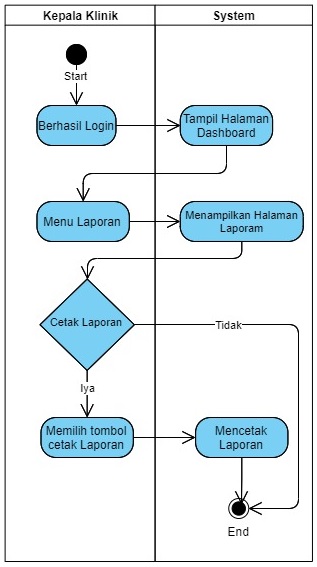 Kepala Klinik
System
Start
Berhasil Login
Tampil Halaman
Dashboard
Menu Laporan
Menampilkan Halaman
Laporam
Cetak Laporan
Tidak
Iya
Memilih tombol
cetak Laporan
Mencetak
Laporan
End